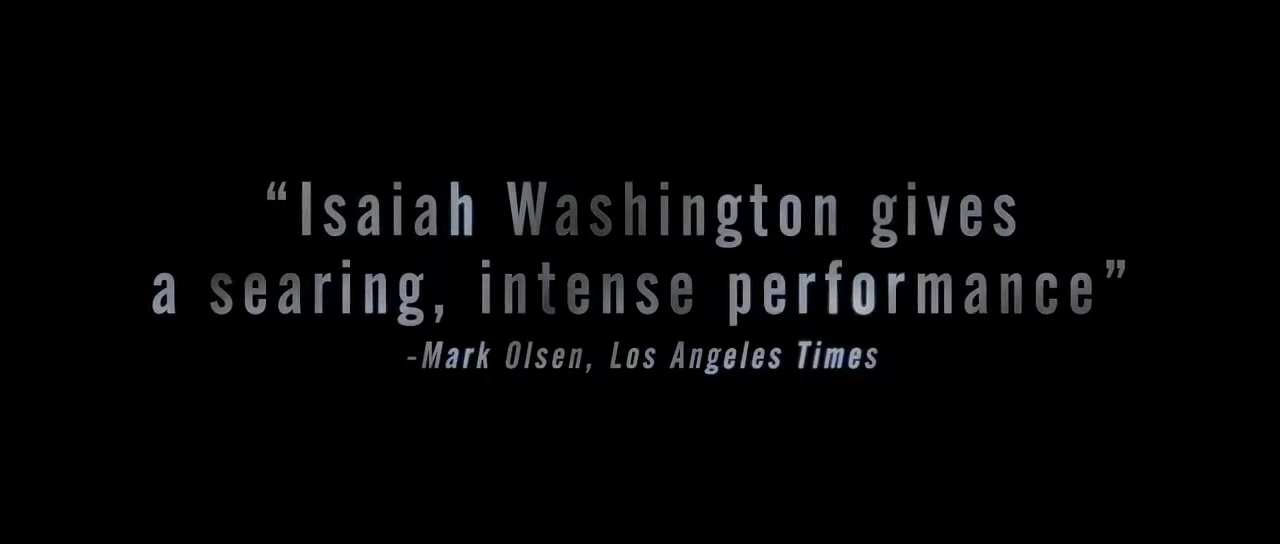 “Isaiah Washington gives
a searing, intense performance”
-Mark Olsen, Los Angeles Times